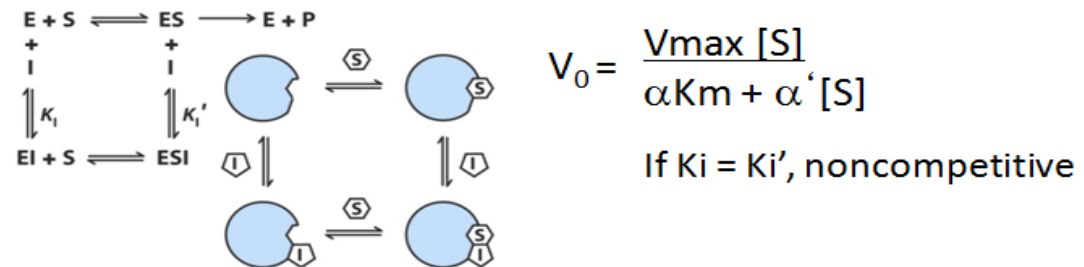 E + S ⇌ ES ⟶ E + P
+ +
I I
K_I K_I'
EI + S ⇌ ESI
S
S
I I
S
I
S
I
V₀ = Vmax [S]
αKm + α‘[S]
If Ki = Ki’, noncompetitive